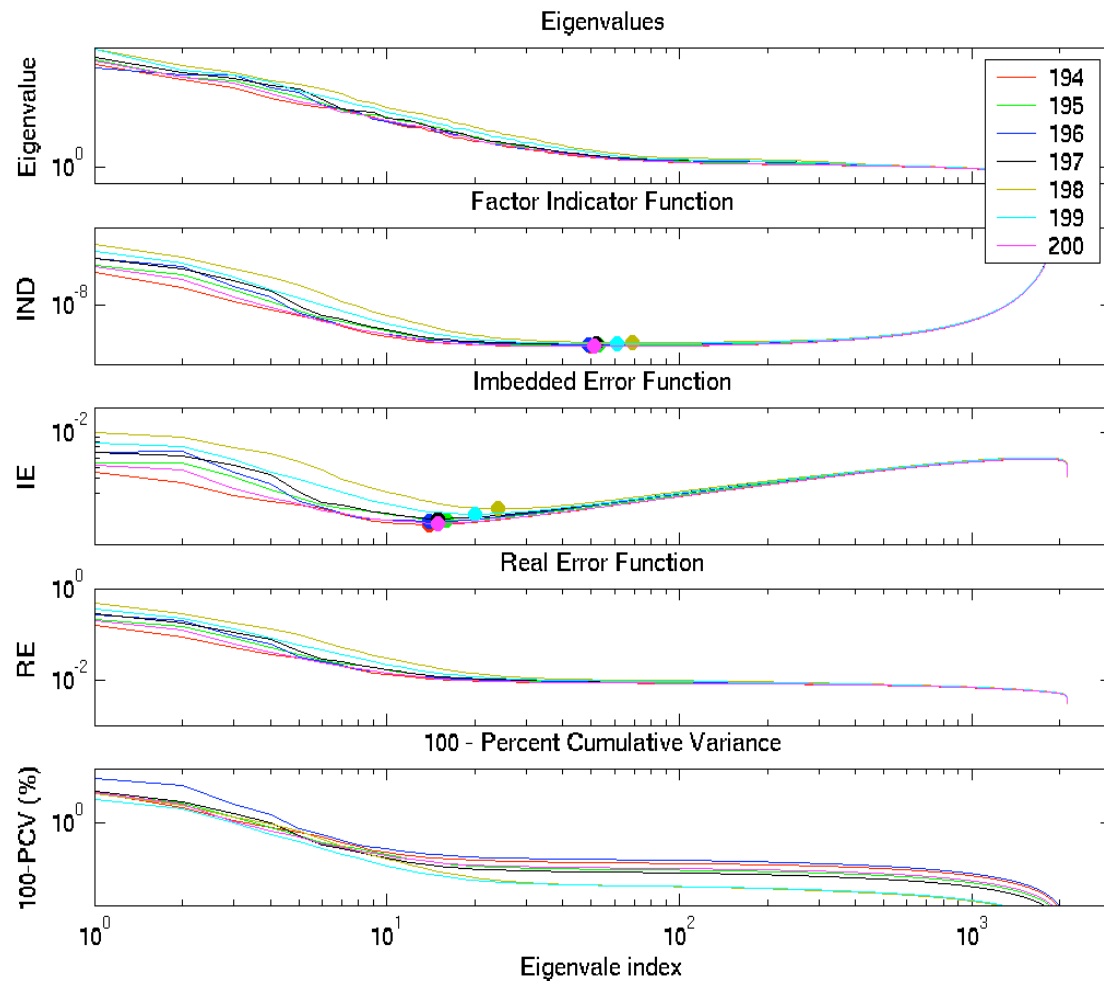 Eigenvalues
Eigenvalue
10^0
194
195
196
197
198
199
200
Factor Indicator Function
IND
10^-8
Imbedded Error Function
IE
10^-2
Real Error Function
RE
10^0
10^-2
100 - Percent Cumulative Variance
100-PCV (%)
10^0
10^0 10^1 10^2 10^3
Eigenvale index